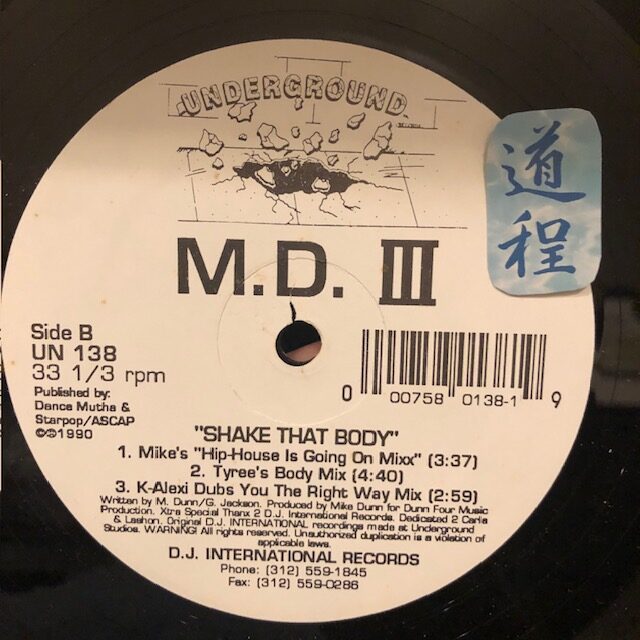 UNDERGROUND
道程
M.D. III
Side B
UN 138
33 1/3 rpm
Published by:
Dance Mutha &
Starpop/ASCAP
©℗1990
0 00758 0138-1 9
"SHAKE THAT BODY"
1. Mike's "Hip-House Is Going On Mixx" (3:37)
2. Tyree's Body Mix (4:40)
3. K-Alexi Dubs You The Right Way Mix (2:59)
Written by M. Dunn/G. Jackson. Produced by Mike Dunn for Dunn Four Music
Production. Xtra Special Thanx 2 D.J. International Records. Dedicated 2 Carla
& Lashon. Original D.J. INTERNATIONAL recordings made at Underground
Studios. WARNING! All rights reserved. Unauthorized duplication is a violation of
applicable laws.
D.J. INTERNATIONAL RECORDS
Phone: (312) 559-1845
Fax: (312) 559-0286